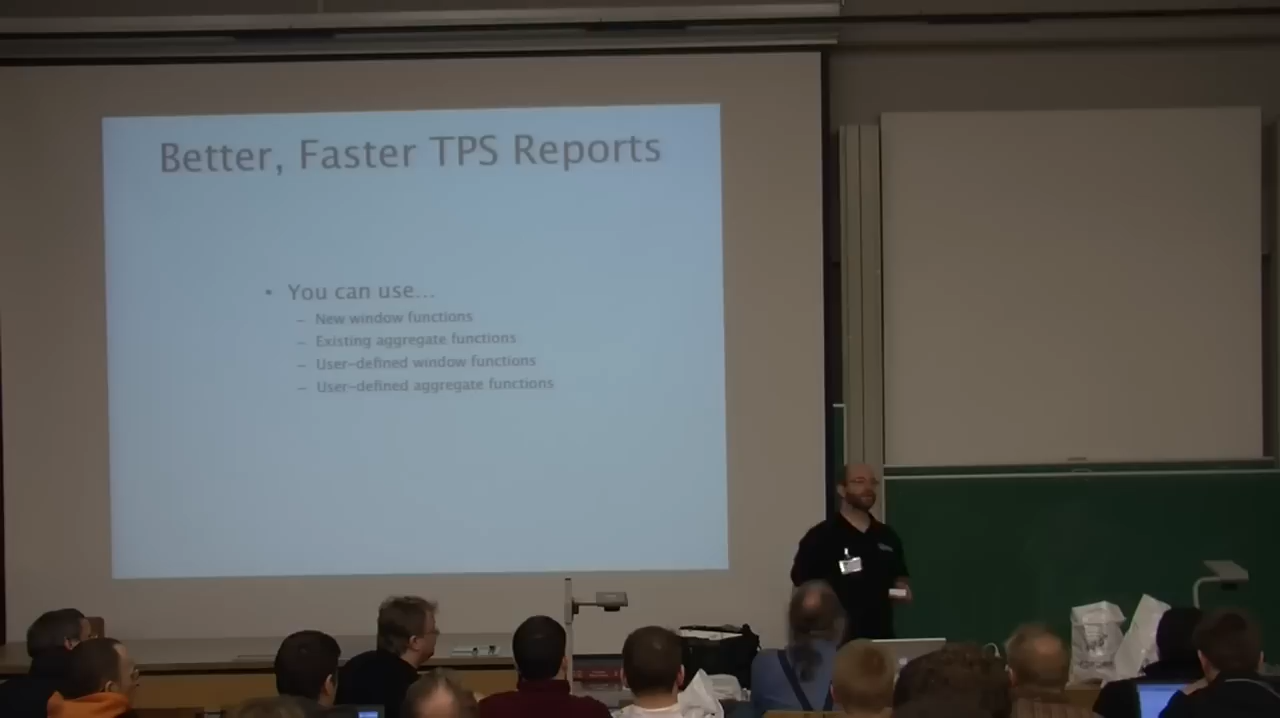 Better, Faster TPS Reports
• You can use...
– New window functions
– Existing aggregate functions
– User-defined window functions
– User-defined aggregate functions